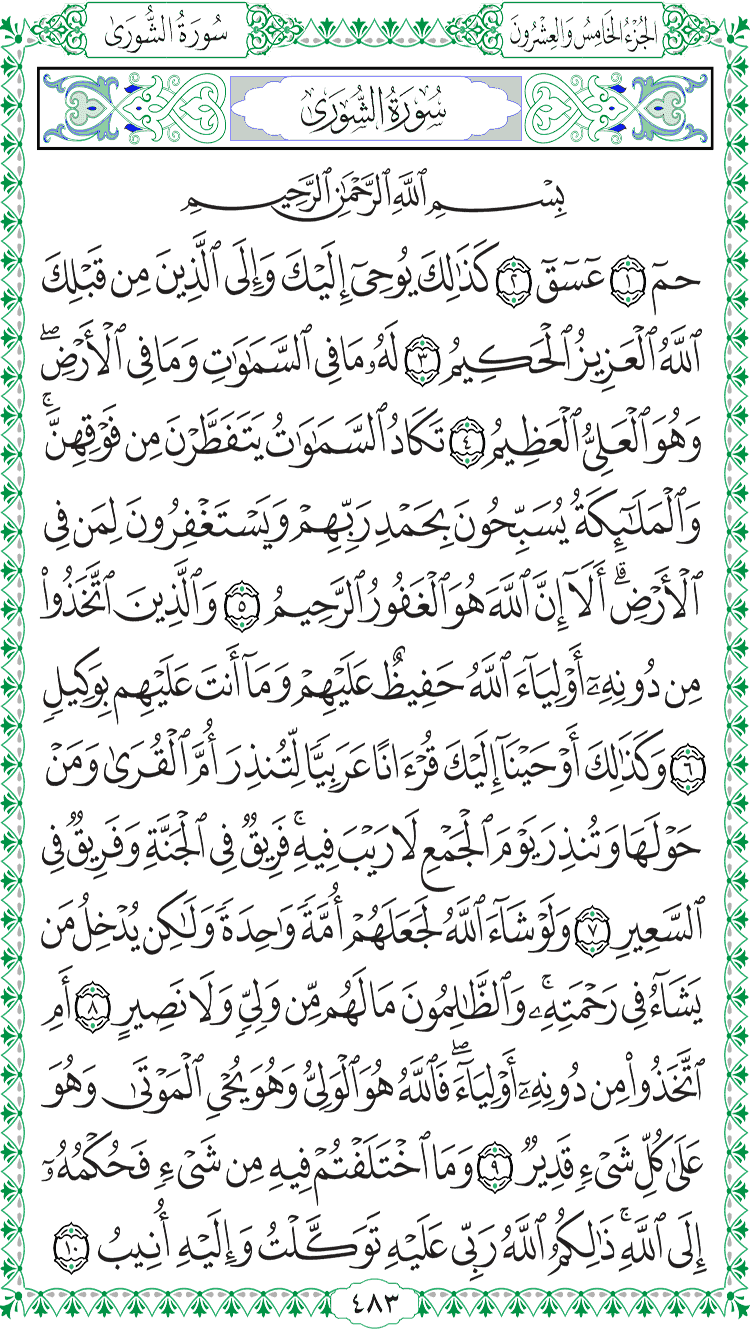 الجُزْءُ الخَامِسُ وَالعِشْرُونَ
سُورَةُ الشُّورَىٰ
سُورَةُ الشُّورَىٰ
بِسْمِ ٱللَّهِ ٱلرَّحْمَٰنِ ٱلرَّحِيمِ
حمٓ ١ عٓسٓقٓ ٢ كَذَٰلِكَ يُوحِىٓ إِلَيْكَ وَإِلَى ٱلَّذِينَ مِن قَبْلِكَ
ٱللَّهُ ٱلْعَزِيزُ ٱلْحَكِيمُ ٣ لَهُۥ مَا فِى ٱلسَّمَٰوَٰتِ وَمَا فِى ٱلْأَرْضِۖ
وَهُوَ ٱلْعَلِىُّ ٱلْعَظِيمُ ٤ تَكَادُ ٱلسَّمَٰوَٰتُ يَتَفَطَّرْنَ مِن فَوْقِهِنَّۚ
وَٱلْمَلَٰٓئِكَةُ يُسَبِّحُونَ بِحَمْدِ رَبِّهِمْ وَيَسْتَغْفِرُونَ لِمَن فِى
ٱلْأَرْضِۗ أَلَآ إِنَّ ٱللَّهَ هُوَ ٱلْغَفُورُ ٱلرَّحِيمُ ٥ وَٱلَّذِينَ ٱتَّخَذُوا۟
مِن دُونِهِۦٓ أَوْلِيَآءَ ٱللَّهُ حَفِيظٌ عَلَيْهِمْ وَمَآ أَنتَ عَلَيْهِم بِوَكِيلٍ
٦ وَكَذَٰلِكَ أَوْحَيْنَآ إِلَيْكَ قُرْءَانًا عَرَبِيًّا لِّتُنذِرَ أُمَّ ٱلْقُرَىٰ وَمَنْ
حَوْلَهَا وَتُنذِرَ يَوْمَ ٱلْجَمْعِ لَا رَيْبَ فِيهِۚ فَرِيقٌ فِى ٱلْجَنَّةِ وَفَرِيقٌ فِى
ٱلسَّعِيرِ ٧ وَلَوْ شَآءَ ٱللَّهُ لَجَعَلَهُمْ أُمَّةً وَٰحِدَةً وَلَٰكِن يُدْخِلُ مَن
يَشَآءُ فِى رَحْمَتِهِۦۚ وَٱلظَّٰلِمُونَ مَا لَهُم مِّن وَلِىٍّ وَلَا نَصِيرٍ ٨ أَمِ
ٱتَّخَذُوا۟ مِن دُونِهِۦٓ أَوْلِيَآءَۖ فَٱللَّهُ هُوَ ٱلْوَلِىُّ وَهُوَ يُحْىِ ٱلْمَوْتَىٰ وَهُوَ
عَلَىٰ كُلِّ شَىْءٍ قَدِيرٌ ٩ وَمَا ٱخْتَلَفْتُمْ فِيهِ مِن شَىْءٍ فَحُكْمُهُۥٓ
إِلَى ٱللَّهِۚ ذَٰلِكُمُ ٱللَّهُ رَبِّى عَلَيْهِ تَوَكَّلْتُ وَإِلَيْهِ أُنِيبُ ١٠
٤٨٣